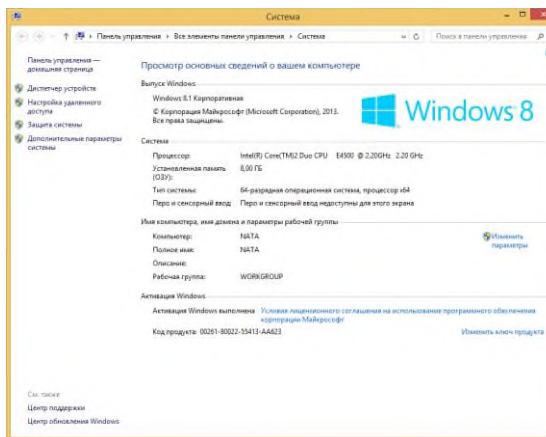 Система
Панель управления ▸ Все элементы панели управления ▸ Система
Поиск в панели управления
Панель управления —
домашняя страница
Диспетчер устройств
Настройка удаленного
доступа
Защита системы
Дополнительные параметры
системы
Просмотр основных сведений о вашем компьютере
Выпуск Windows
Windows 8.1 Корпоративная
© Корпорация Майкрософт (Microsoft Corporation), 2013.
Все права защищены.
Windows 8
Система
Процессор: Intel(R) Core(TM)2 Duo CPU E4500 @ 2.20GHz 2.20 GHz
Установленная память
(ОЗУ): 8,00 ГБ
Тип системы: 64-разрядная операционная система, процессор x64
Перо и сенсорный ввод: Перо и сенсорный ввод недоступны для этого экрана
Имя компьютера, имя домена и параметры рабочей группы
Компьютер: NATA
Изменить
параметры
Полное имя: NATA
Описание:
Рабочая группа: WORKGROUP
Активация Windows
Активация Windows выполнена Условия лицензионного соглашения на использование программного обеспечения
корпорации Майкрософт
Код продукта: 00261-80022-55413-AA623
Изменить ключ продукта
См. также
Центр поддержки
Центр обновления Windows